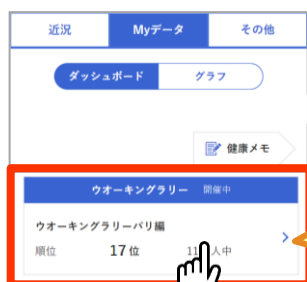 近況 Myデータ その他
ダッシュボード グラフ
健康メモ
ウオーキングラリー 開催中
ウオーキングラリーパリ編
順位 17位 人中